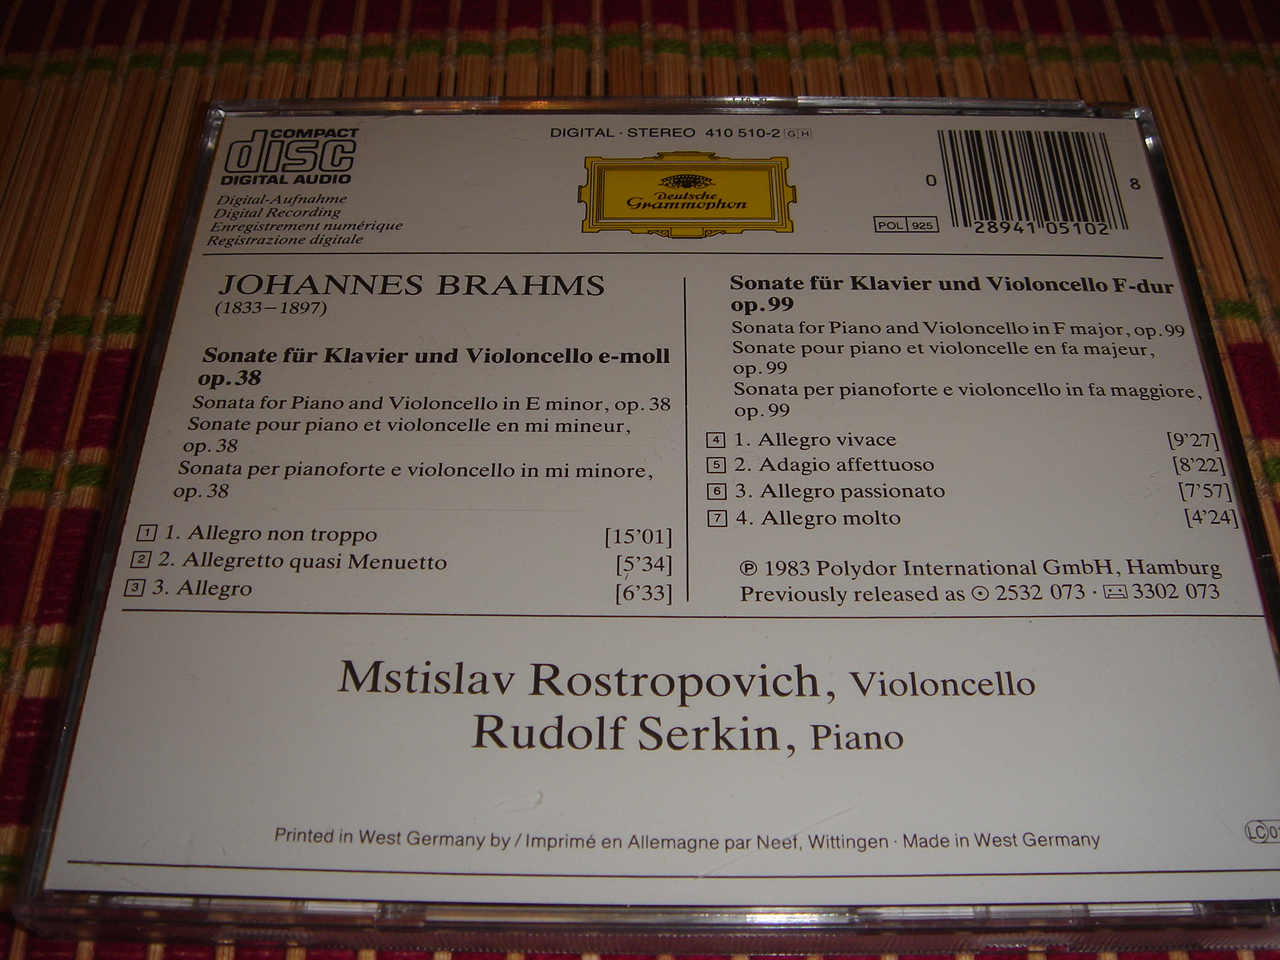 COMPACT
disc
DIGITAL AUDIO
Digital-Aufnahme
Digital Recording
Enregistrement numérique
Registrazione digitale
DIGITAL · STEREO 410 510-2 GH
Deutsche
Grammophon
POL 925
0 28941 05102 8
JOHANNES BRAHMS
(1833–1897)
Sonate für Klavier und Violoncello e-moll
op. 38
Sonata for Piano and Violoncello in E minor, op. 38
Sonate pour piano et violoncelle en mi mineur,
op. 38
Sonata per pianoforte e violoncello in mi minore,
op. 38
1 1. Allegro non troppo [15'01]
2 2. Allegretto quasi Menuetto [5'34]
3 3. Allegro [6'33]
Sonate für Klavier und Violoncello F-dur
op. 99
Sonata for Piano and Violoncello in F major, op. 99
Sonate pour piano et violoncelle en fa majeur,
op. 99
Sonata per pianoforte e violoncello in fa maggiore,
op. 99
4 1. Allegro vivace [9'27]
5 2. Adagio affettuoso [8'22]
6 3. Allegro passionato [7'57]
7 4. Allegro molto [4'24]
℗ 1983 Polydor International GmbH, Hamburg
Previously released as 2532 073 · 3302 073
Mstislav Rostropovich, Violoncello
Rudolf Serkin, Piano
Printed in West Germany by / Imprimé en Allemagne par Neef, Wittingen · Made in West Germany
LC